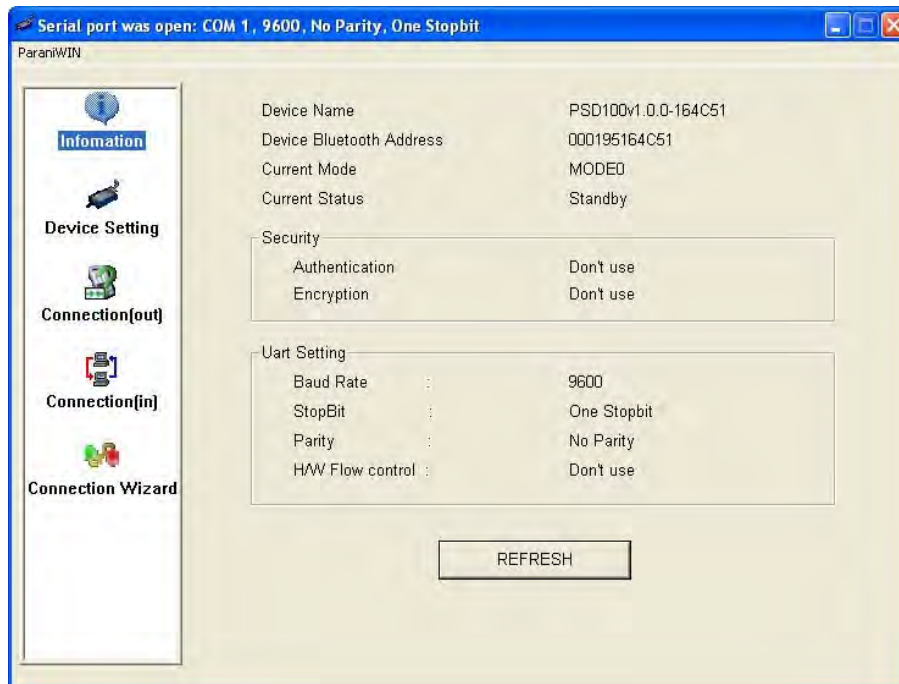 Serial port was open: COM 1, 9600, No Parity, One Stopbit
ParaniWIN
Infomation
Device Setting
Connection(out)
Connection(in)
Connection Wizard
Device Name PSD100v1.0.0-164C51
Device Bluetooth Address 000195164C51
Current Mode MODE0
Current Status Standby
Security
Authentication Don't use
Encryption Don't use
Uart Setting
Baud Rate : 9600
StopBit : One Stopbit
Parity : No Parity
H/W Flow control : Don't use
REFRESH